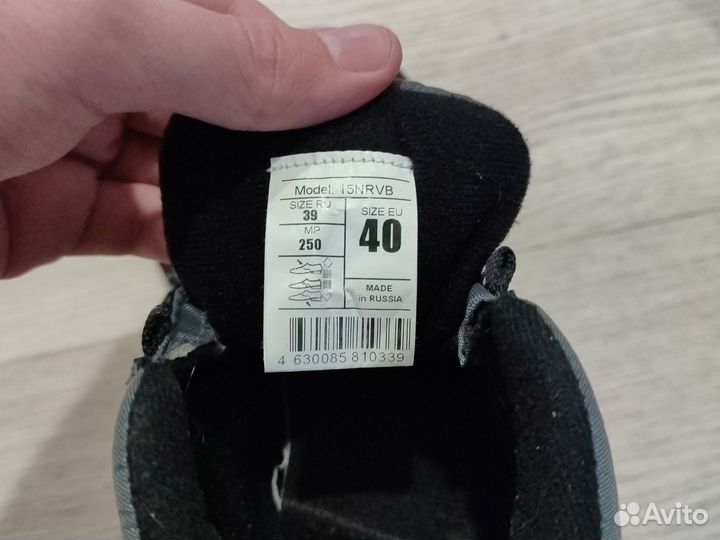 Model: 15NRVB
SIZE RU
39
MP
250
SIZE EU
40
MADE
in RUSSIA
4 630085 810339
Avito